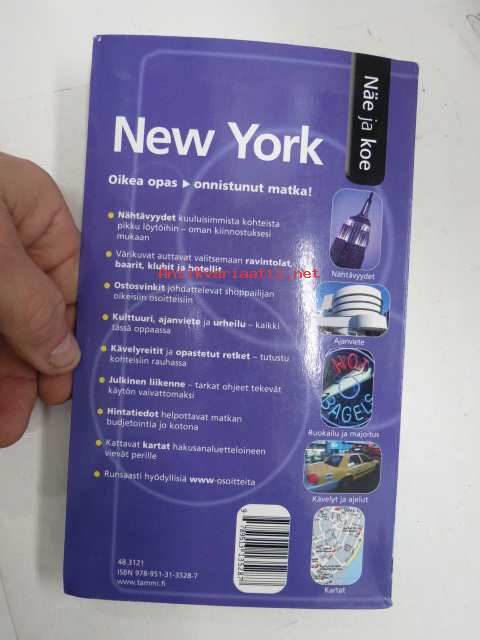 Näe ja koe
New York
Oikea opas ▶ onnistunut matka!
• Nähtävyydet kuuluisimmista kohteista
pikku löytöihin – oman kiinnostuksesi
mukaan
• Värikuvat auttavat valitsemaan ravintolat,
baarit, klubit ja hotellit
• Ostosvinkit johdattelevat shoppailijan
oikeisiin osoitteisiin
• Kulttuuri, ajanviete ja urheilu – kaikki
tässä oppaassa
• Kävelyreitit ja opastetut retket – tutustu
kohteisiin rauhassa
• Julkinen liikenne – tarkat ohjeet tekevät
käytön vaivattomaksi
• Hintatiedot helpottavat matkan
budjetointia jo kotona
• Kattavat kartat hakusanaluetteloineen
vievät perille
• Runsaasti hyödyllisiä www-osoitteita
Nähtävyydet
Ajanviete
HOT
BAGELS
Ruokailu ja majoitus
Kävelyt ja ajelut
Kartat
48.3121
ISBN 978-951-31-3528-7
www.tammi.fi
9 789513 135287
Antikvariaatti.net